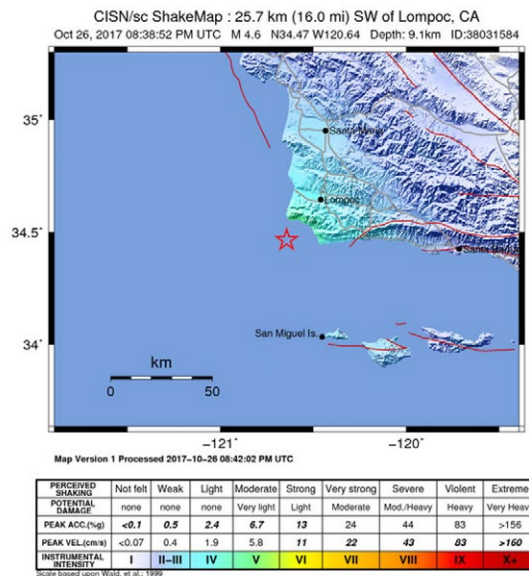 CISN/sc ShakeMap : 25.7 km (16.0 mi) SW of Lompoc, CA
Oct 26, 2017 08:38:52 PM UTC M 4.6 N34.47 W120.64 Depth: 9.1km ID:38031584
35°
Lompoc
34.5°
San Miguel Is.
34°
km
0 50
-121° -120°
Map Version 1 Processed 2017-10-26 08:42:02 PM UTC
PERCEIVED SHAKING Not felt Weak Light Moderate Strong Very strong Severe Violent Extreme
POTENTIAL DAMAGE none none none Very light Light Moderate Mod./Heavy Heavy Very Heavy
PEAK ACC.(%g) <0.1 0.5 2.4 6.7 13 24 44 83 >156
PEAK VEL.(cm/s) <0.07 0.4 1.9 5.8 11 22 43 83 >160
INSTRUMENTAL INTENSITY I II-III IV V VI VII VIII IX X+
Scale based upon Wald, et al.; 1999